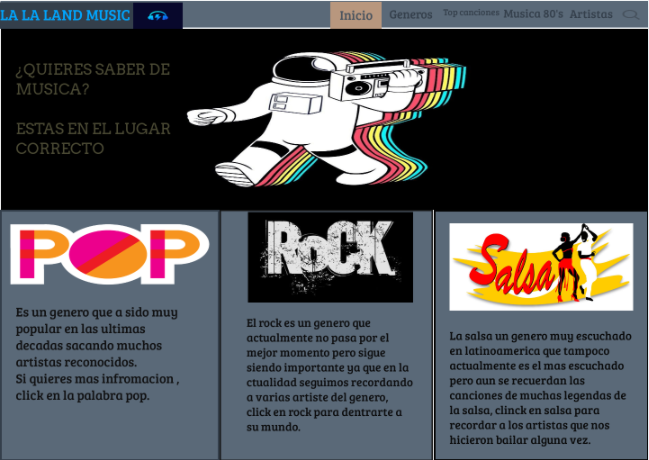 LA LA LAND MUSIC
Inicio Generos Top canciones Musica 80's Artistas
¿QUIERES SABER DE
MUSICA?
ESTAS EN EL LUGAR
CORRECTO
POP
Es un genero que a sido muy
popular en las ultimas
decadas sacando muchos
artistas reconocidos.
Si quieres mas infromacion ,
click en la palabra pop.
ROCK
El rock es un genero que
actualmente no pasa por el
mejor momento pero sigue
siendo importante ya que en la
ctualidad seguimos recordando
a varias artiste del genero,
click en rock para dentrarte a
su mundo.
Salsa
La salsa un genero muy escuchado
en latinoamerica que tampoco
actualmente es el mas escuchado
pero aun se recuerdan las
canciones de muchas legendas de
la salsa, clinck en salsa para
recordar a los artistas que nos
hicieron bailar alguna vez.